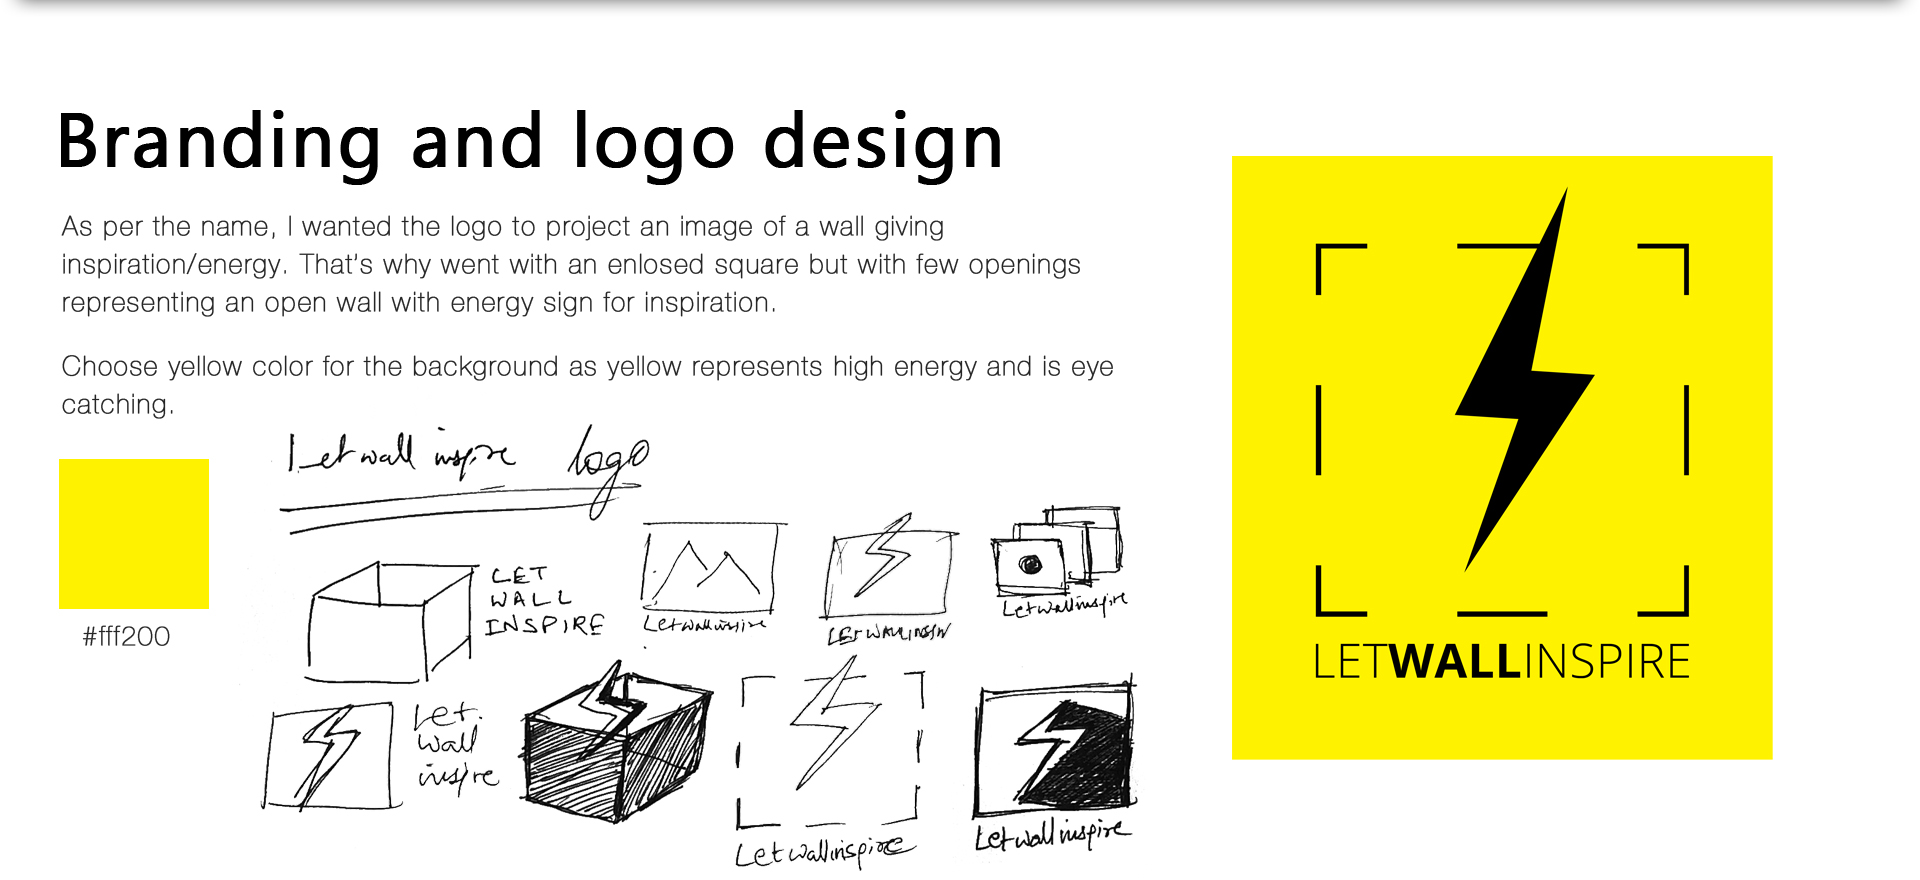 Branding and logo design
As per the name, I wanted the logo to project an image of a wall giving
inspiration/energy. That's why went with an enlosed square but with few openings
representing an open wall with energy sign for inspiration.
Choose yellow color for the background as yellow represents high energy and is eye
catching.
#fff200
Let wall inspire logo
LET
WALL
INSPIRE
Letwallinspire
Letwallinspire
Let.
wall
inspire
Letwallinspire
Letwallinspire
LETWALLINSPIRE